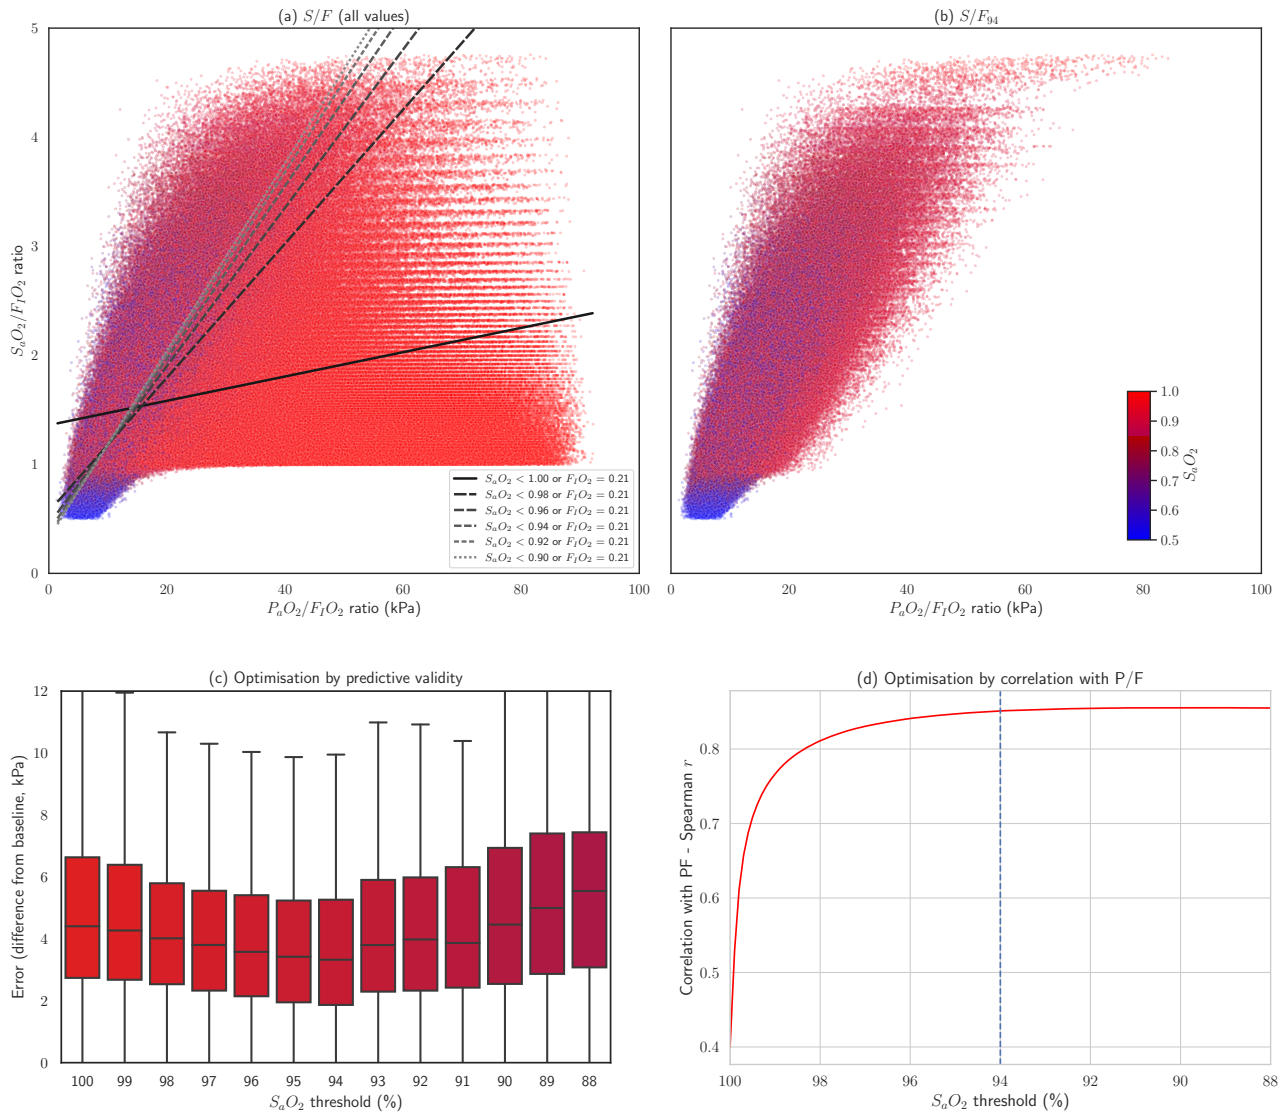 (a) S/F (all values)
5
4
3
2
1
0
SaO2/FIO2 ratio
0 20 40 60 80 100
PaO2/FIO2 ratio (kPa)
SaO2 < 1.00 or FIO2 = 0.21
SaO2 < 0.98 or FIO2 = 0.21
SaO2 < 0.96 or FIO2 = 0.21
SaO2 < 0.94 or FIO2 = 0.21
SaO2 < 0.92 or FIO2 = 0.21
SaO2 < 0.90 or FIO2 = 0.21
(b) S/F94
1.0
0.9
0.8
0.7
0.6
0.5
SaO2
0 20 40 60 80 100
PaO2/FIO2 ratio (kPa)
(c) Optimisation by predictive validity
12
10
8
6
4
2
0
Error (difference from baseline, kPa)
100 99 98 97 96 95 94 93 92 91 90 89 88
SaO2 threshold (%)
(d) Optimisation by correlation with P/F
0.8
0.7
0.6
0.5
0.4
Correlation with PF - Spearman r
100 98 96 94 92 90 88
SaO2 threshold (%)